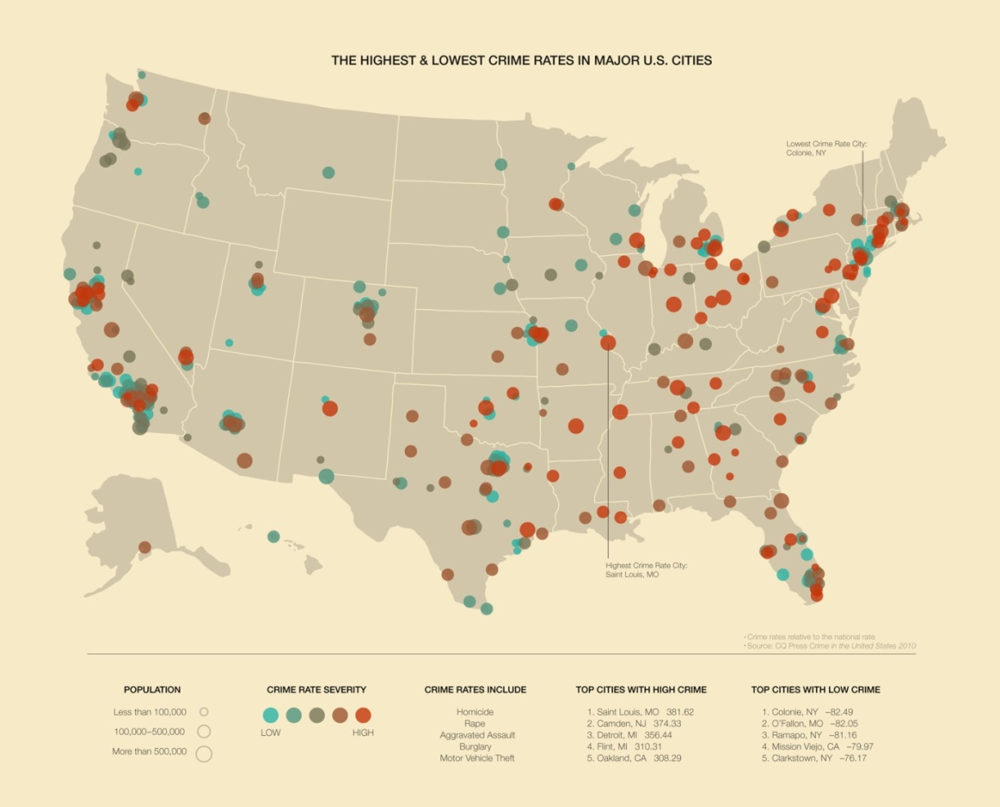 THE HIGHEST & LOWEST CRIME RATES IN MAJOR U.S. CITIES
Lowest Crime Rate City:
Colonie, NY
Highest Crime Rate City:
Saint Louis, MO
• Crime rates relative to the national rate
• Source: CQ Press Crime in the United States 2010
POPULATION
Less than 100,000
100,000–500,000
More than 500,000
CRIME RATE SEVERITY
LOW HIGH
CRIME RATES INCLUDE
Homicide
Rape
Aggravated Assault
Burglary
Motor Vehicle Theft
TOP CITIES WITH HIGH CRIME
1. Saint Louis, MO 381.62
2. Camden, NJ 374.33
3. Detroit, MI 356.44
4. Flint, MI 310.31
5. Oakland, CA 308.29
TOP CITIES WITH LOW CRIME
1. Colonie, NY –82.49
2. O'Fallon, MO –82.05
3. Ramapo, NY –81.16
4. Mission Viejo, CA –79.97
5. Clarkstown, NY –76.17